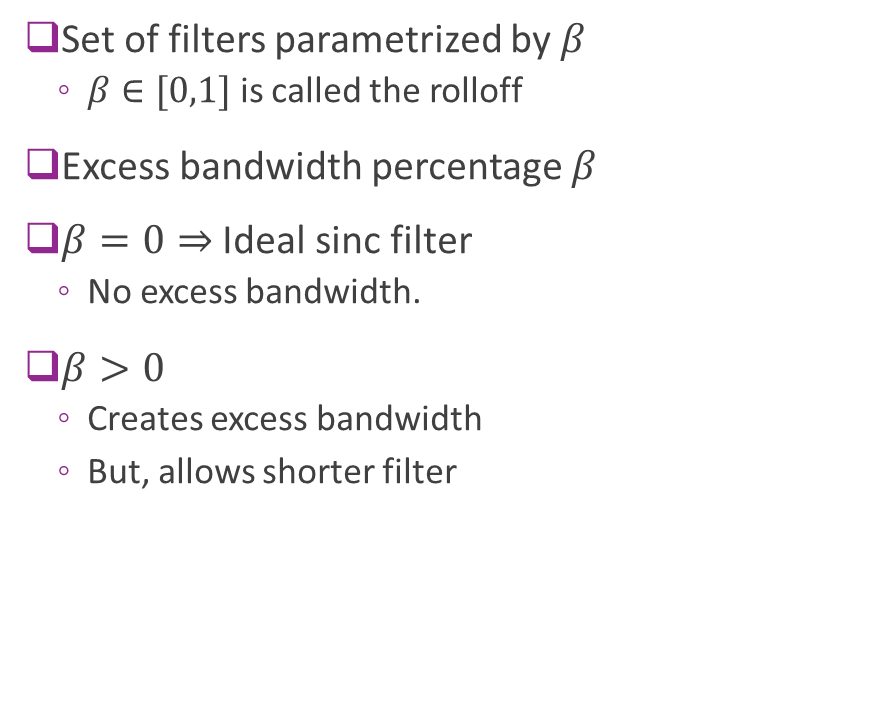 ❑Set of filters parametrized by 𝛽
◦ 𝛽 ∈ [0,1] is called the rolloff
❑Excess bandwidth percentage 𝛽
❑𝛽 = 0 ⇒ Ideal sinc filter
◦ No excess bandwidth.
❑𝛽 > 0
◦ Creates excess bandwidth
◦ But, allows shorter filter